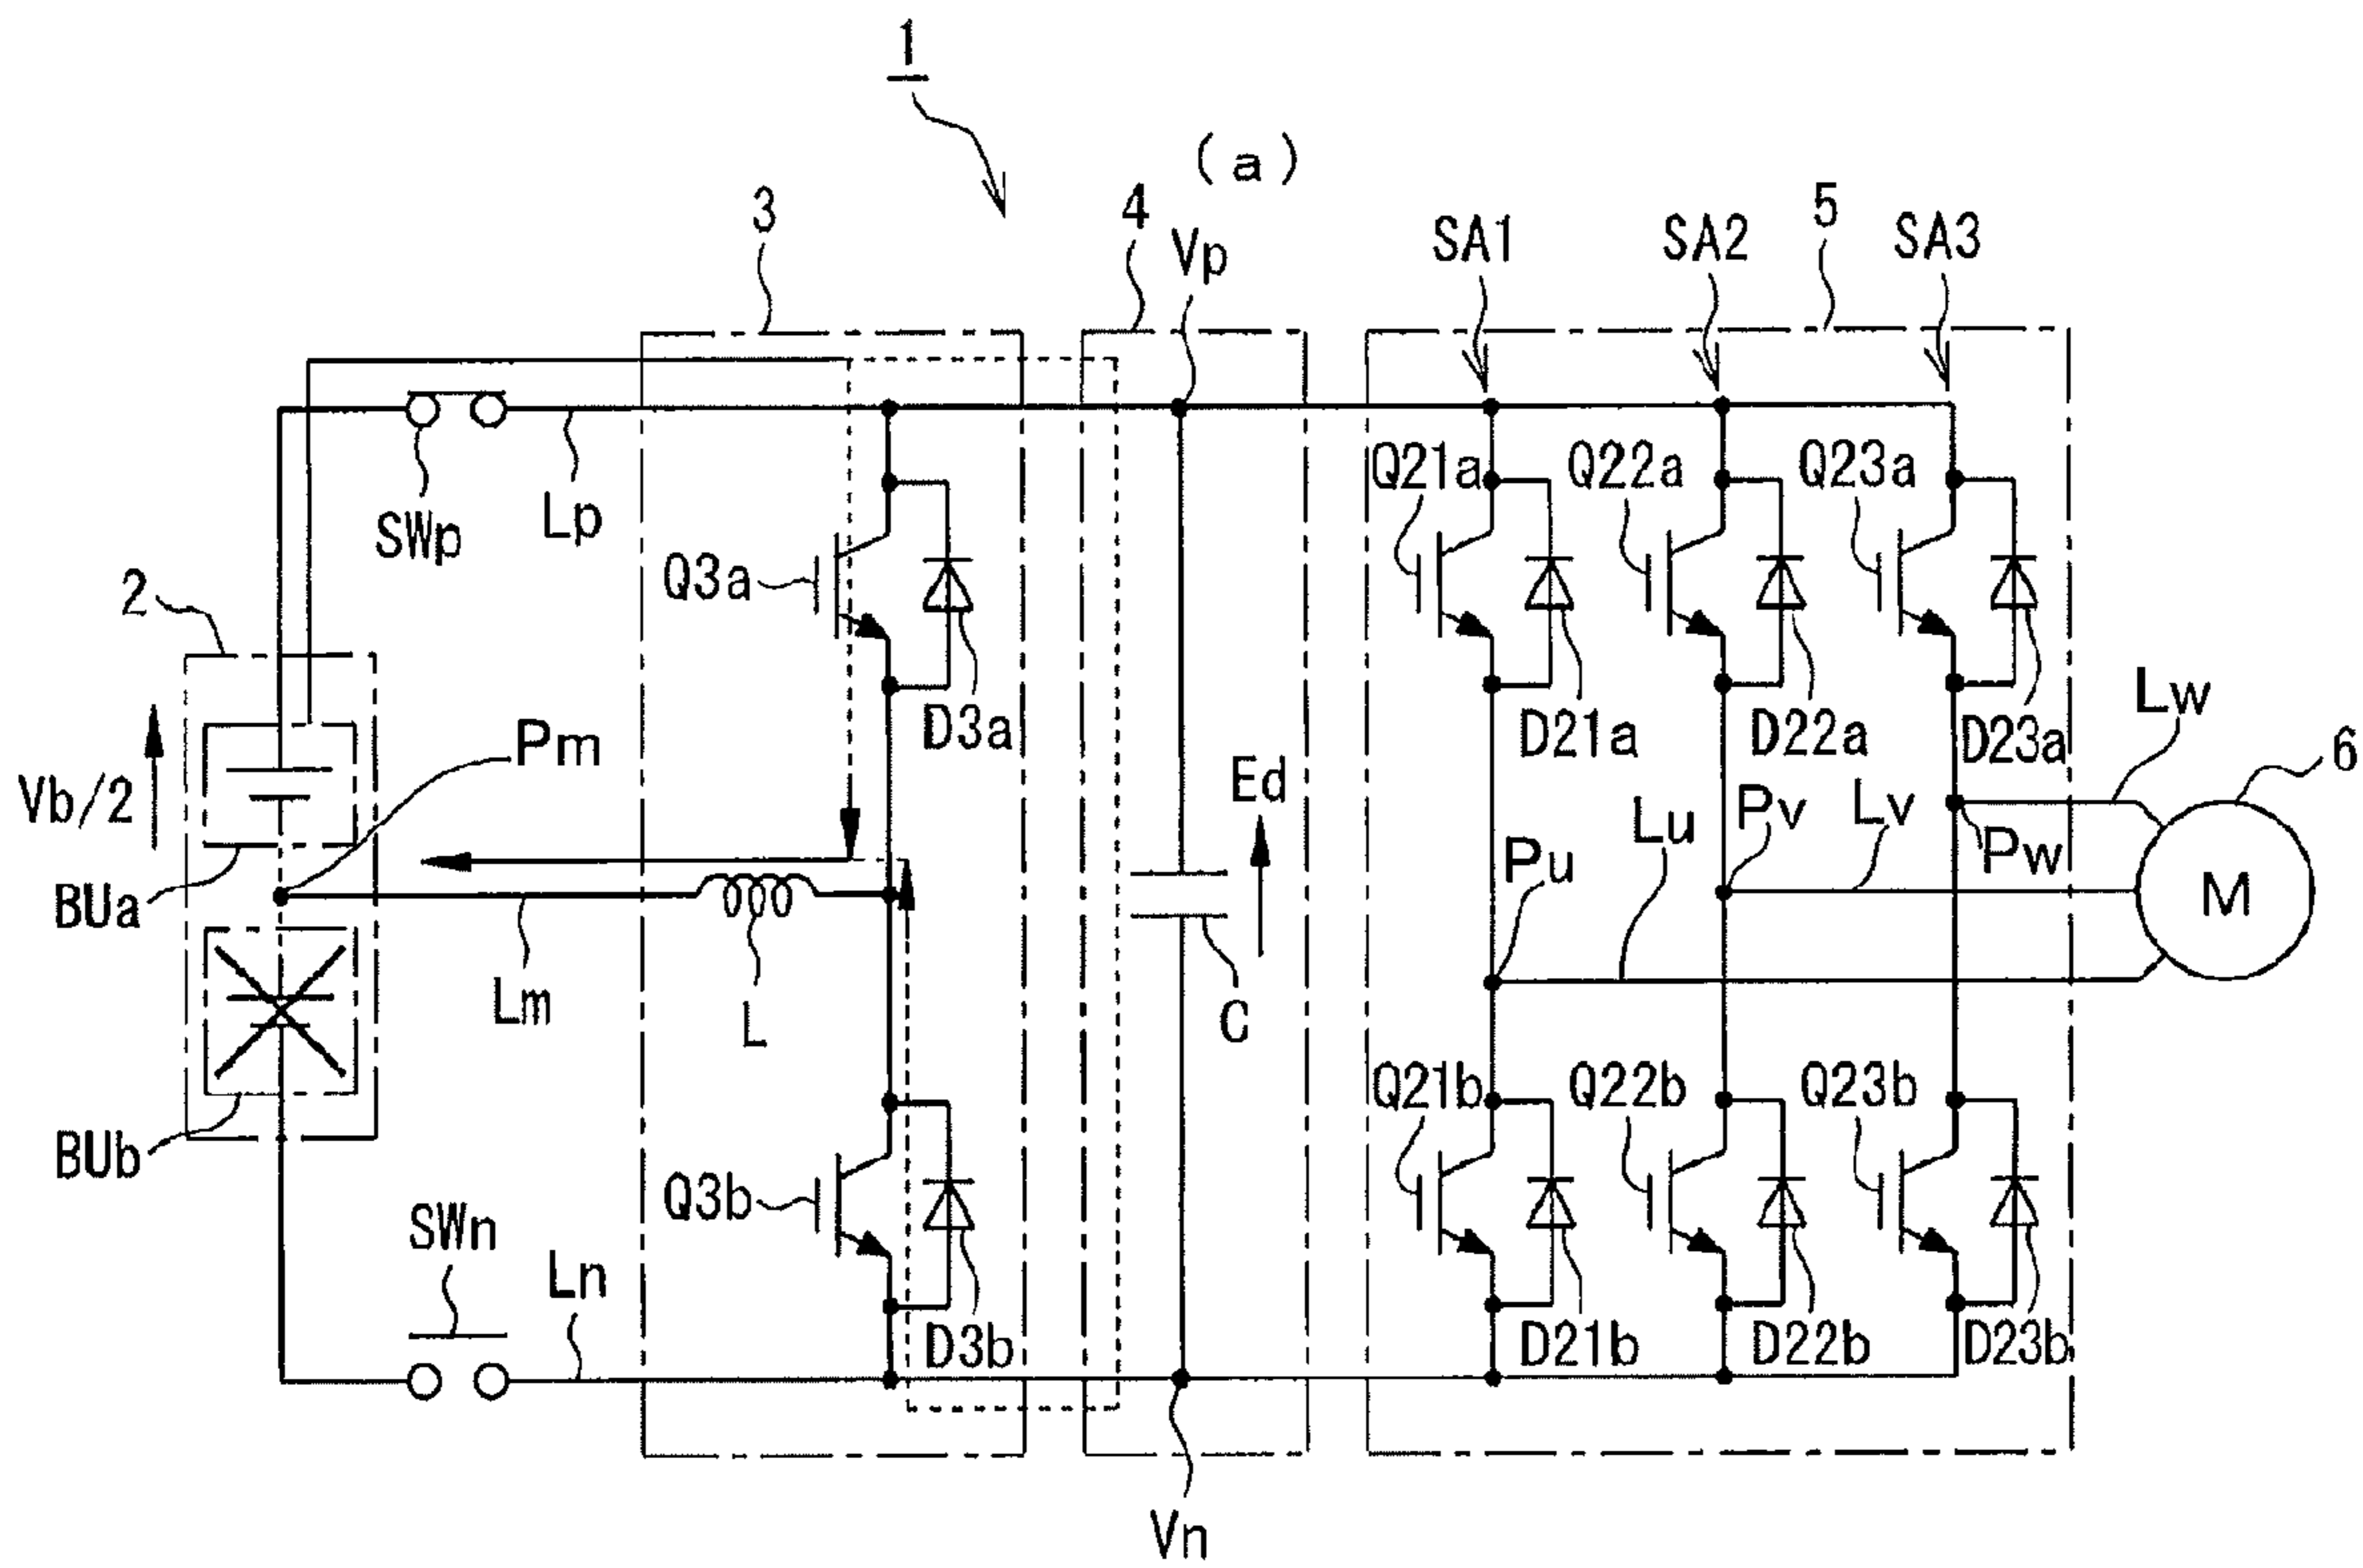 1
(a)
3
4
Vp
SA1
SA2
5
SA3
SWp
Lp
Q3a
D3a
Q21a
Q22a
Q23a
D21a
D22a
D23a
2
Vb/2
Pm
BUa
BUb
Lm
L
Ed
C
Pu
Lu
Pv
Lv
Pw
Lw
6
M
Q3b
D3b
Q21b
Q22b
Q23b
D21b
D22b
D23b
SWn
Ln
Vn